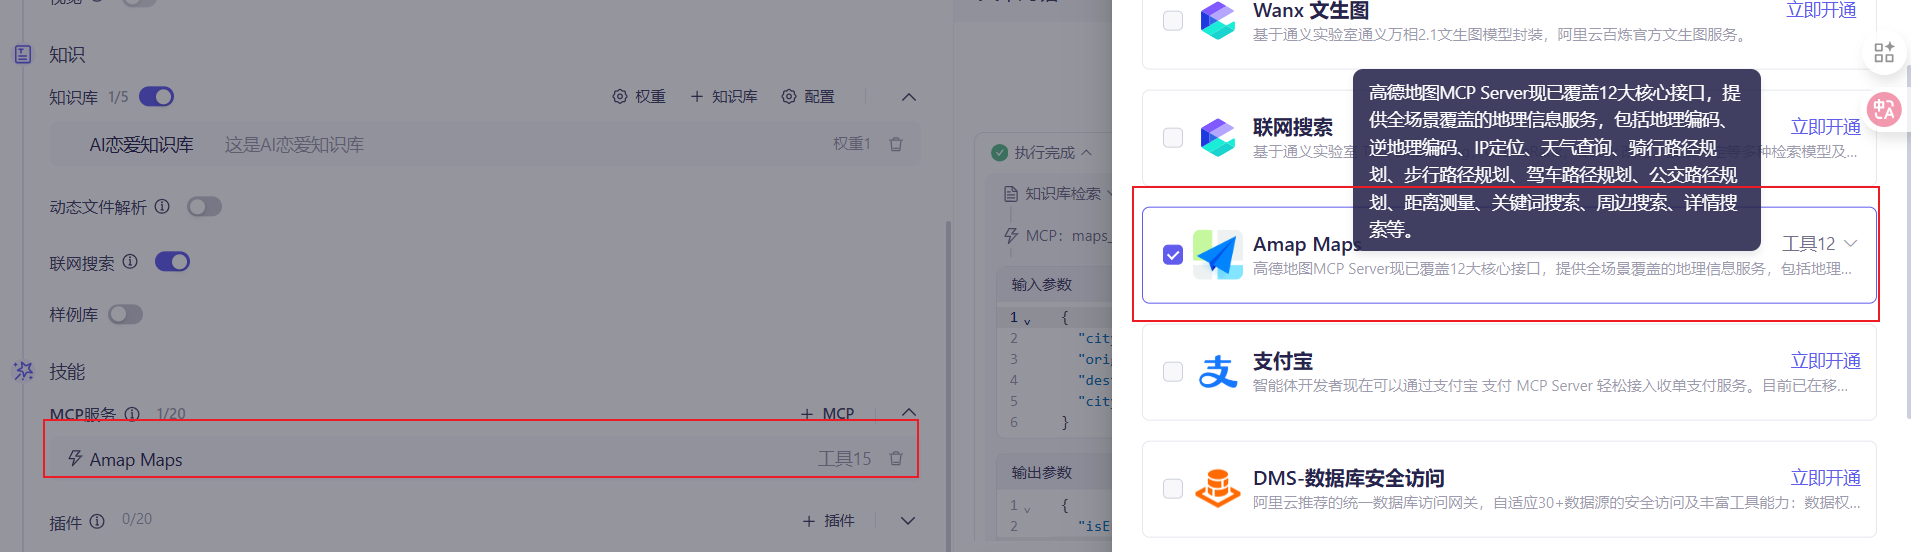 知识
知识库 1/5 权重 + 知识库 配置
AI恋爱知识库 这是AI恋爱知识库 权重1
动态文件解析
联网搜索
样例库
技能
MCP服务 1/20 + MCP
Amap Maps 工具15
插件 0/20 + 插件
执行完成
知识库检索
MCP：maps_
输入参数
1 {
2 "city
3 "ori
4 "des
5 "cit
6 }
输出参数
1 {
2 "isE
Wanx 文生图 立即开通
基于通义实验室通义万相2.1文生图模型封装，阿里云百炼官方文生图服务。
联网搜索 立即开通
基于通义实验室
多种检索模型及...
高德地图MCP Server现已覆盖12大核心接口，提
供全场景覆盖的地理信息服务，包括地理编码、
逆地理编码、IP定位、天气查询、骑行路径规
划、步行路径规划、驾车路径规划、公交路径规
划、距离测量、关键词搜索、周边搜索、详情搜
索等。
Amap Maps 工具12
高德地图MCP Server现已覆盖12大核心接口，提供全场景覆盖的地理信息服务，包括地理...
支付宝 立即开通
智能体开发者现在可以通过支付宝 支付 MCP Server 轻松接入收单支付服务。目前已在移...
DMS-数据库安全访问 立即开通
阿里云推荐的统一数据库访问网关，自适应30+数据源的安全访问及丰富工具能力：数据权...
中A